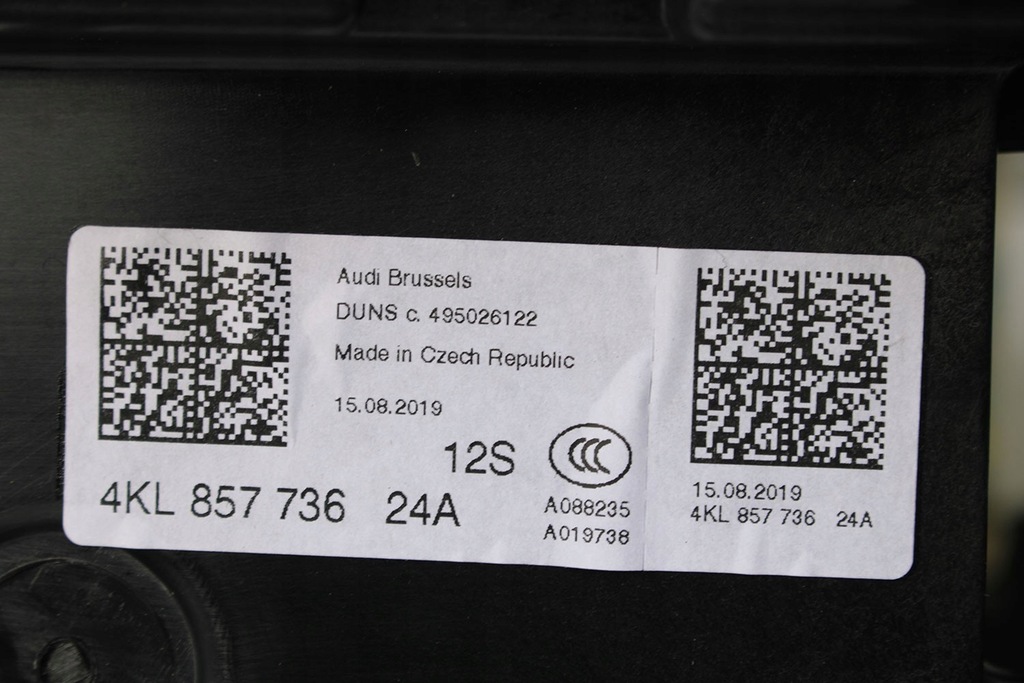 Audi Brussels
DUNS c. 495026122
Made in Czech Republic
15.08.2019
12S
CCC
4KL 857 736 24A
A088235
A019738
15.08.2019
4KL 857 736 24A